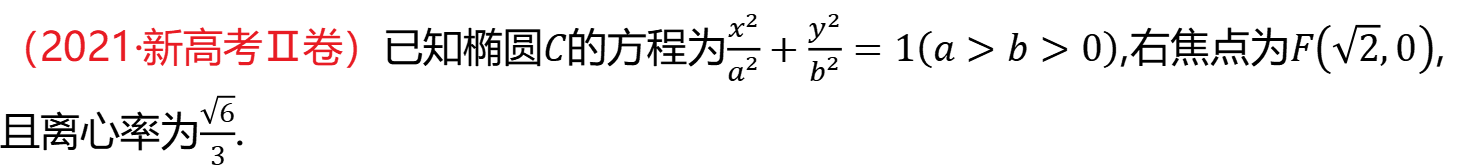 （2021·新高考Ⅱ卷）已知椭圆C的方程为x²/a² + y²/b² = 1(a > b > 0),右焦点为F(√2, 0),
且离心率为√6/3.